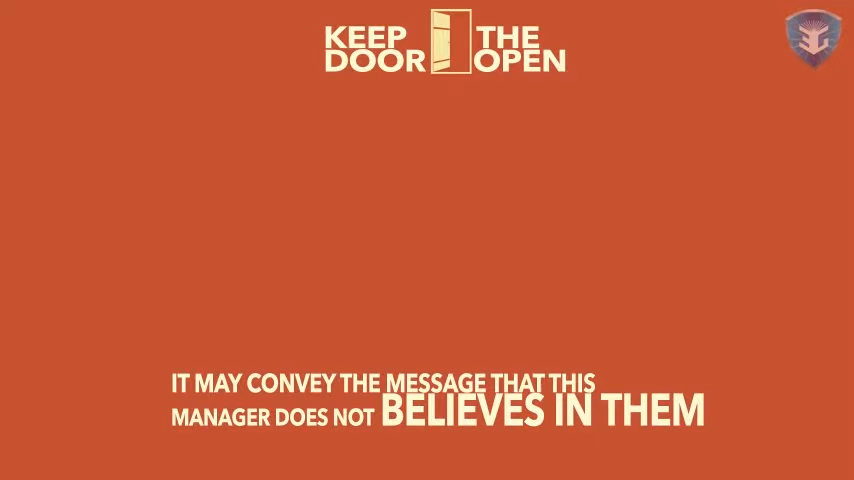 KEEP THE
DOOR OPEN
IT MAY CONVEY THE MESSAGE THAT THIS
MANAGER DOES NOT BELIEVES IN THEM